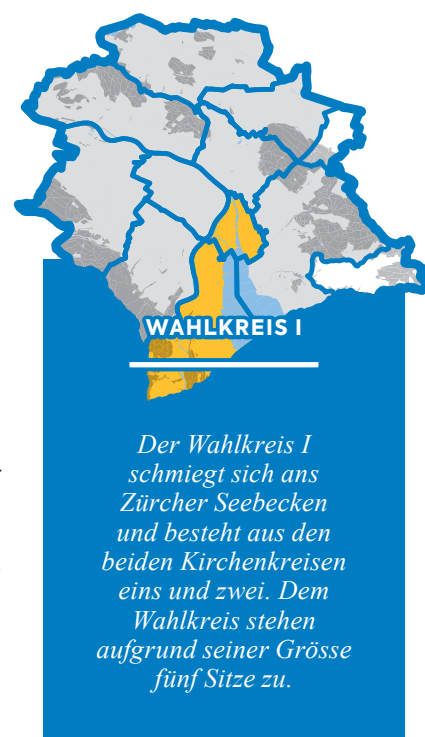 WAHLKREIS I
Der Wahlkreis I
schmiegt sich ans
Zürcher Seebecken
und besteht aus den
beiden Kirchenkreisen
eins und zwei. Dem
Wahlkreis stehen
aufgrund seiner Grösse
fünf Sitze zu.